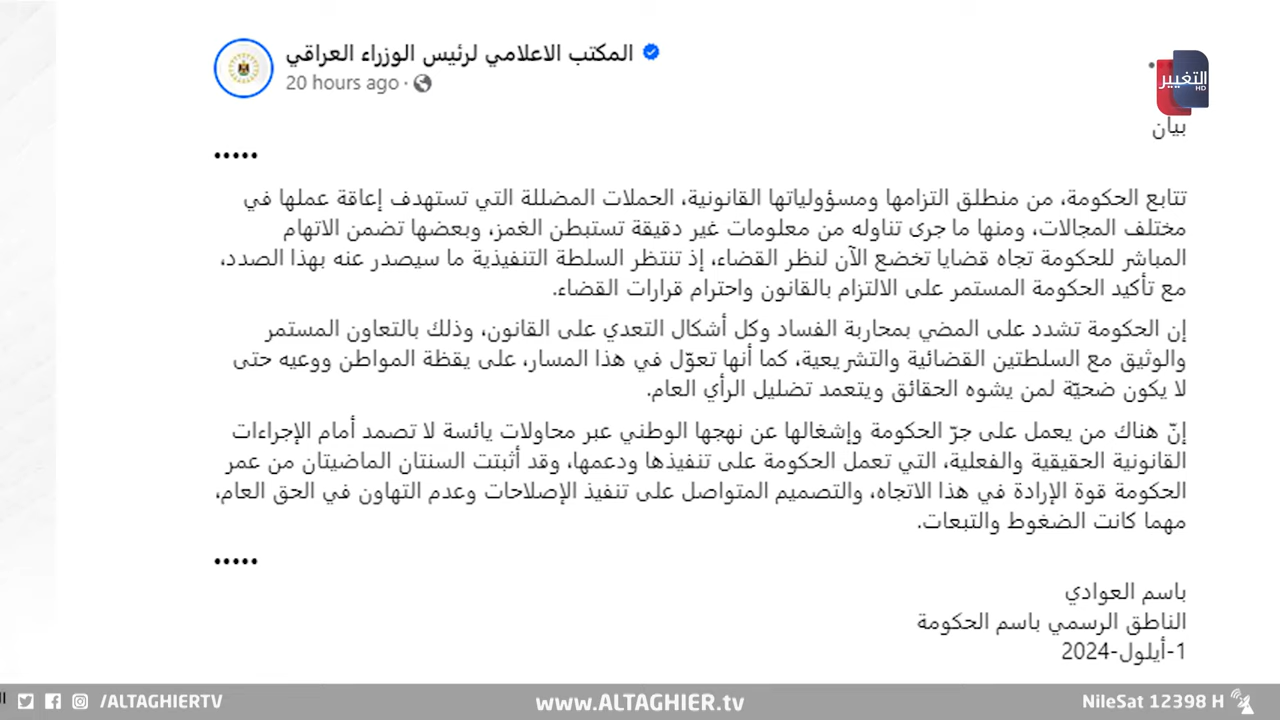 المكتب الاعلامي لرئيس الوزراء العراقي
20 hours ago ·
التغيير
HD
بيان
•••••
تتابع الحكومة، من منطلق التزامها ومسؤولياتها القانونية، الحملات المضللة التي تستهدف إعاقة عملها في
مختلف المجالات، ومنها ما جرى تناوله من معلومات غير دقيقة تستبطن الغمز، وبعضها تضمن الاتهام
المباشر للحكومة تجاه قضايا تخضع الآن لنظر القضاء، إذ تنتظر السلطة التنفيذية ما سيصدر عنه بهذا الصدد،
مع تأكيد الحكومة المستمر على الالتزام بالقانون واحترام قرارات القضاء.
إن الحكومة تشدد على المضي بمحاربة الفساد وكل أشكال التعدي على القانون، وذلك بالتعاون المستمر
والوثيق مع السلطتين القضائية والتشريعية، كما أنها تعوّل في هذا المسار، على يقظة المواطن ووعيه حتى
لا يكون ضحيّة لمن يشوه الحقائق ويتعمد تضليل الرأي العام.
إنّ هناك من يعمل على جرّ الحكومة وإشغالها عن نهجها الوطني عبر محاولات يائسة لا تصمد أمام الإجراءات
القانونية الحقيقية والفعلية، التي تعمل الحكومة على تنفيذها ودعمها، وقد أثبتت السنتان الماضيتان من عمر
الحكومة قوة الإرادة في هذا الاتجاه، والتصميم المتواصل على تنفيذ الإصلاحات وعدم التهاون في الحق العام،
مهما كانت الضغوط والتبعات.
•••••
باسم العوادي
الناطق الرسمي باسم الحكومة
1-أيلول-2024
/ALTAGHIERTV
www.ALTAGHIER.tv
NileSat 12398 H